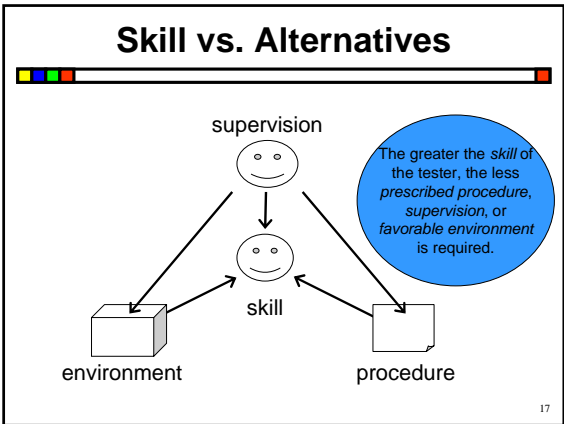 Skill vs. Alternatives
supervision
The greater the skill of
the tester, the less
prescribed procedure,
supervision, or
favorable environment
is required.
skill
environment
procedure
17